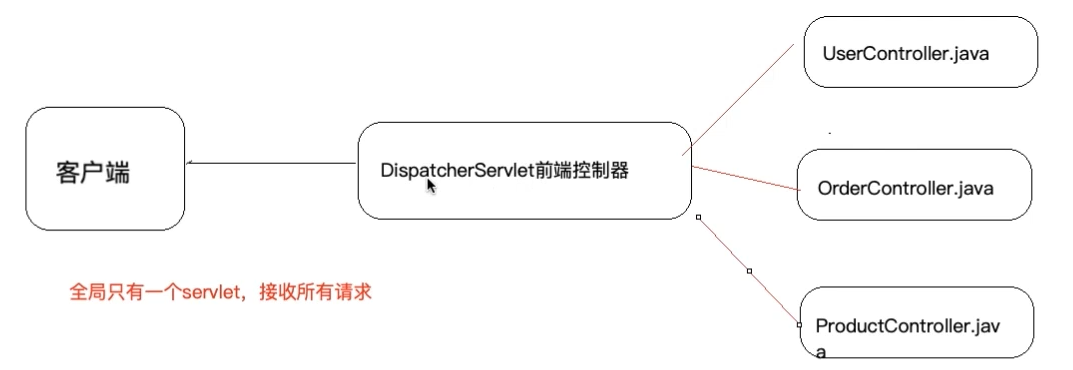 UserController.java
客户端
DispatcherServlet前端控制器
OrderController.java
全局只有一个servlet，接收所有请求
ProductController.jav
a